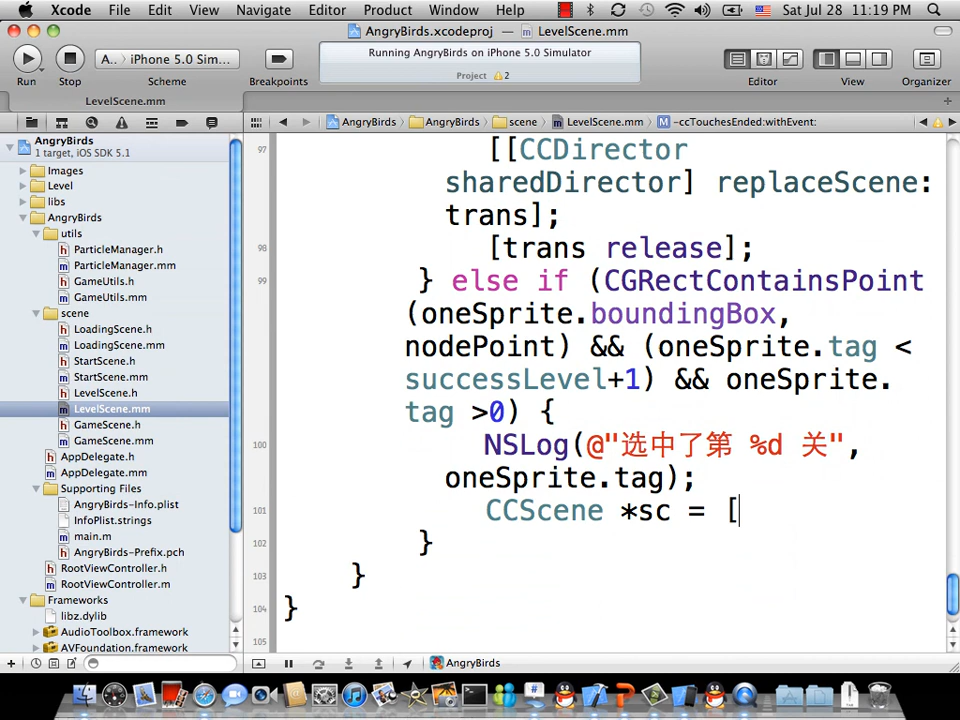 Xcode File Edit View Navigate Editor Product Window Help Sat Jul 28 11:19 PM
AngryBirds.xcodeproj — LevelScene.mm
Run Stop A.. iPhone 5.0 Sim... Scheme Breakpoints
Running AngryBirds on iPhone 5.0 Simulator
Project 2
Editor View Organizer
LevelScene.mm
AngryBirds AngryBirds scene LevelScene.mm M -ccTouchesEnded:withEvent:
AngryBirds
1 target, iOS SDK 5.1
Images
Level
libs
AngryBirds
utils
ParticleManager.h
ParticleManager.mm
GameUtils.h
GameUtils.mm
scene
LoadingScene.h
LoadingScene.mm
StartScene.h
StartScene.mm
LevelScene.h
LevelScene.mm
GameScene.h
GameScene.mm
AppDelegate.h
AppDelegate.mm
Supporting Files
AngryBirds-Info.plist
InfoPlist.strings
main.m
AngryBirds-Prefix.pch
RootViewController.h
RootViewController.m
Frameworks
libz.dylib
AudioToolbox.framework
AVFoundation.framework
97 [[CCDirector
sharedDirector] replaceScene:
trans];
98 [trans release];
99 } else if (CGRectContainsPoint
(oneSprite.boundingBox,
nodePoint) && (oneSprite.tag <
successLevel+1) && oneSprite.
tag >0) {
100 NSLog(@"选中了第 %d 关",
oneSprite.tag);
101 CCScene *sc = [
102 }
103 }
104 }
105
AngryBirds